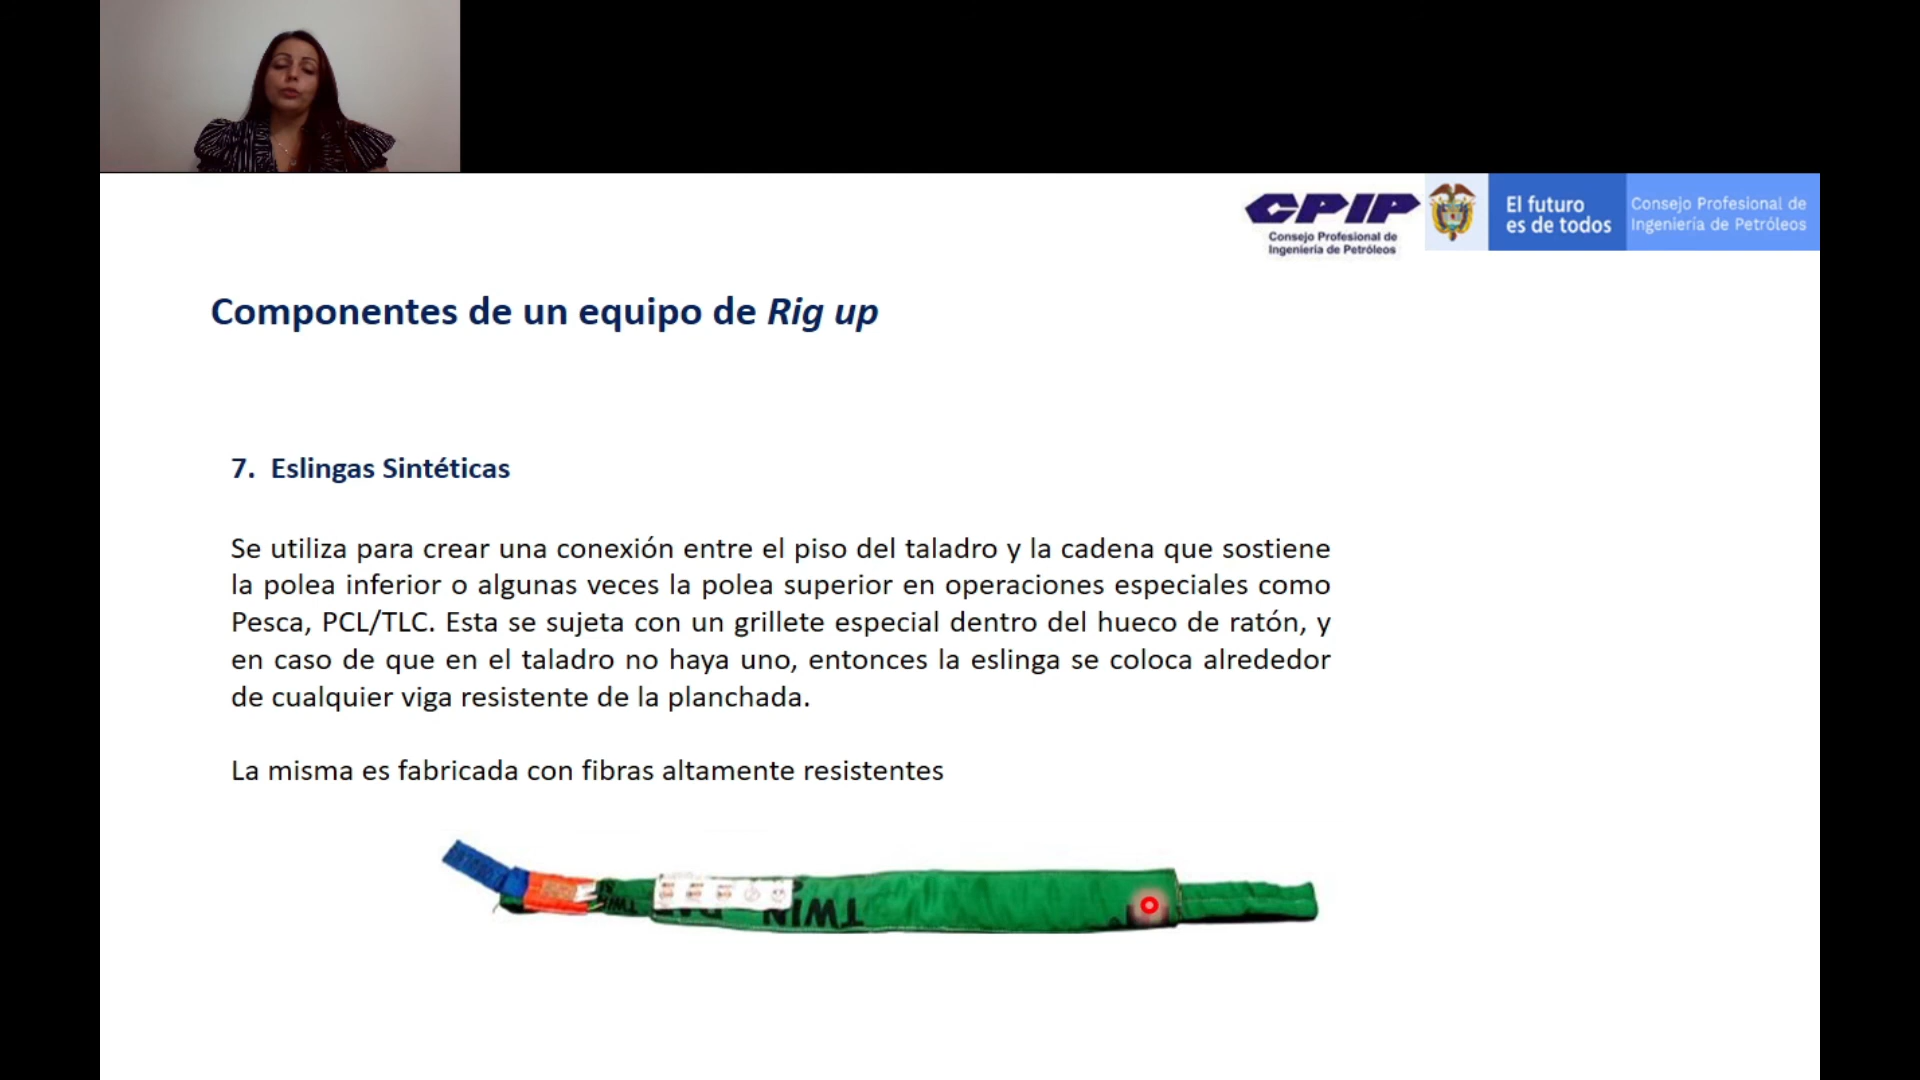 CPIP
Consejo Profesional de
Ingeniería de Petróleos
El futuro
es de todos
Consejo Profesional de
Ingeniería de Petróleos
Componentes de un equipo de Rig up
7. Eslingas Sintéticas
Se utiliza para crear una conexión entre el piso del taladro y la cadena que sostiene
la polea inferior o algunas veces la polea superior en operaciones especiales como
Pesca, PCL/TLC. Esta se sujeta con un grillete especial dentro del hueco de ratón, y
en caso de que en el taladro no haya uno, entonces la eslinga se coloca alrededor
de cualquier viga resistente de la planchada.
La misma es fabricada con fibras altamente resistentes
TWIN